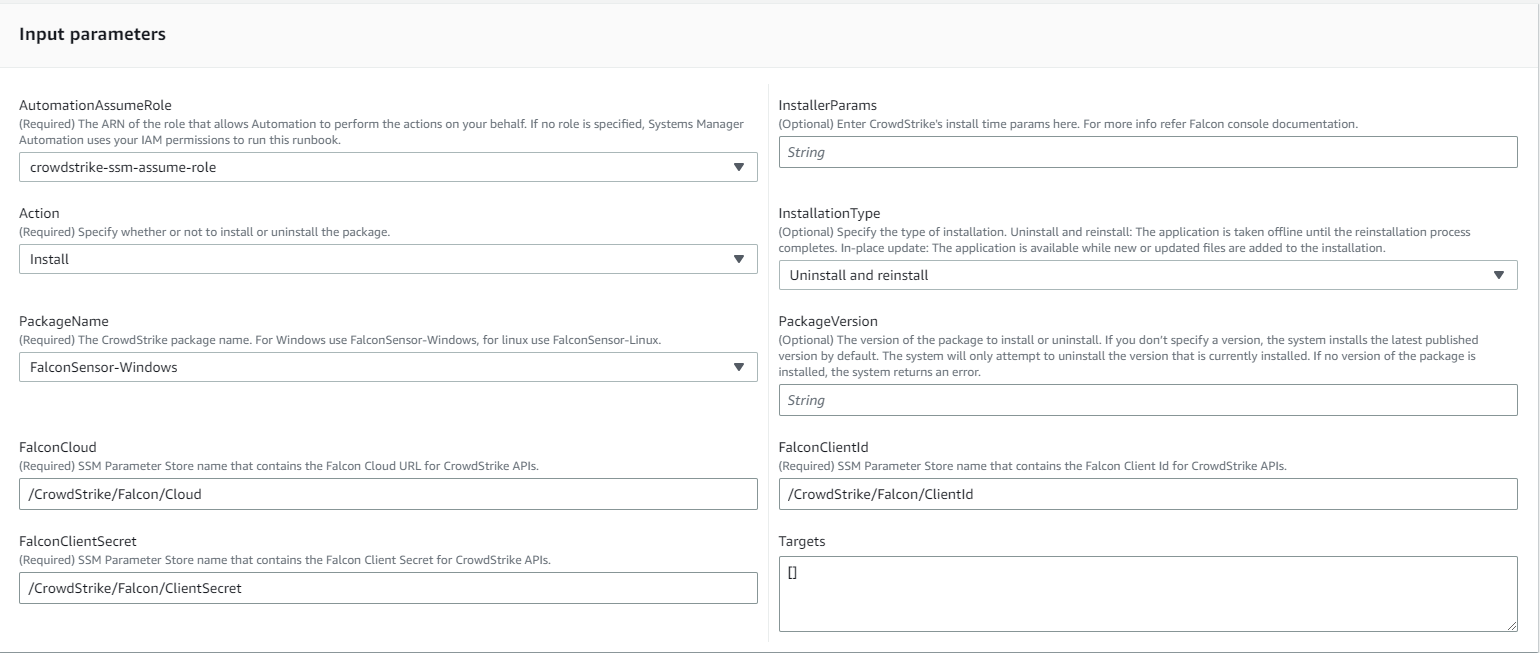 Input parameters
AutomationAssumeRole
(Required) The ARN of the role that allows Automation to perform the actions on your behalf. If no role is specified, Systems Manager
Automation uses your IAM permissions to run this runbook.
crowdstrike-ssm-assume-role
InstallerParams
(Optional) Enter CrowdStrike's install time params here. For more info refer Falcon console documentation.
String
Action
(Required) Specify whether or not to install or uninstall the package.
Install
InstallationType
(Optional) Specify the type of installation. Uninstall and reinstall: The application is taken offline until the reinstallation process
completes. In-place update: The application is available while new or updated files are added to the installation.
Uninstall and reinstall
PackageName
(Required) The CrowdStrike package name. For Windows use FalconSensor-Windows, for linux use FalconSensor-Linux.
FalconSensor-Windows
PackageVersion
(Optional) The version of the package to install or uninstall. If you don't specify a version, the system installs the latest published
version by default. The system will only attempt to uninstall the version that is currently installed. If no version of the package is
installed, the system returns an error.
String
FalconCloud
(Required) SSM Parameter Store name that contains the Falcon Cloud URL for CrowdStrike APIs.
/CrowdStrike/Falcon/Cloud
FalconClientId
(Required) SSM Parameter Store name that contains the Falcon Client Id for CrowdStrike APIs.
/CrowdStrike/Falcon/ClientId
FalconClientSecret
(Required) SSM Parameter Store name that contains the Falcon Client Secret for CrowdStrike APIs.
/CrowdStrike/Falcon/ClientSecret
Targets
[]